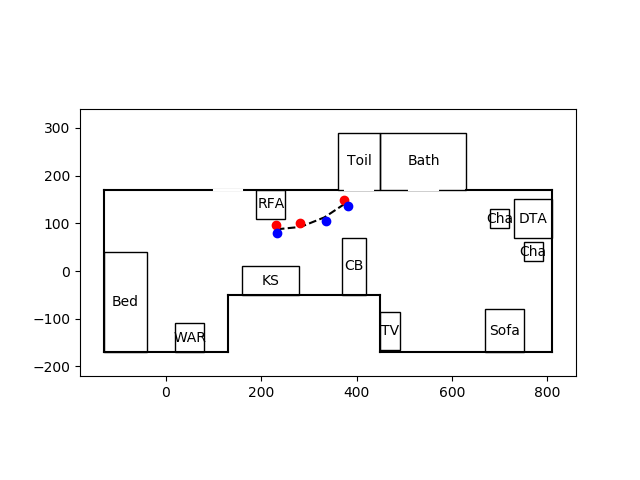 300
200
100
0
−100
−200
0
200
400
600
800
Toil
Bath
RFA
Cha
DTA
Cha
CB
KS
Bed
WAR
TV
Sofa